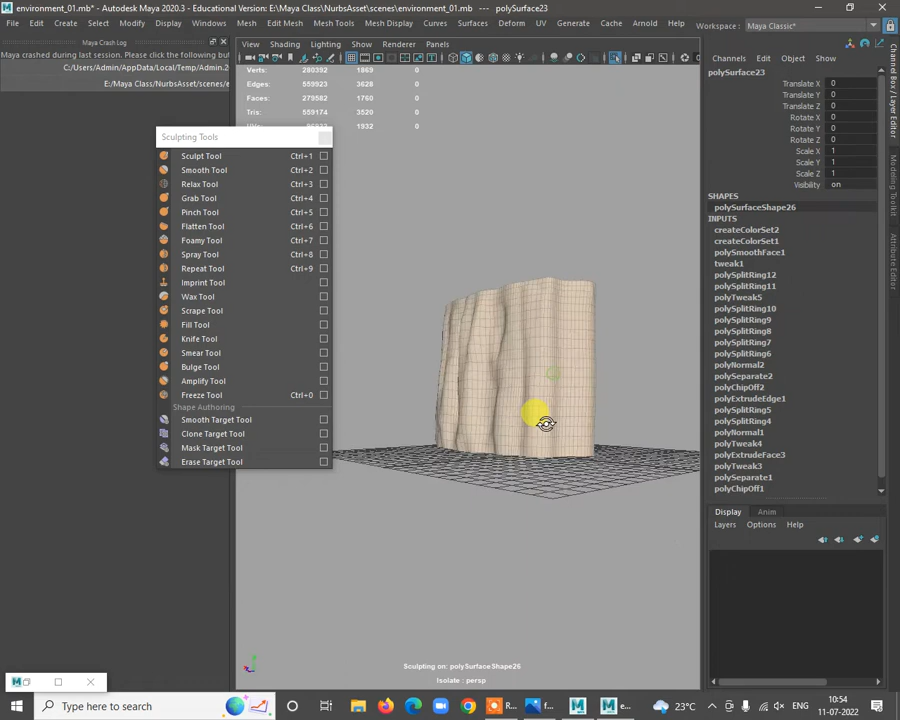 environment_01.mb* - Autodesk Maya 2020.3 - Educational Version: E:\Maya Class\NurbsAsset\scenes\environment_01.mb --- polySurface23
File Edit Create Select Modify Display Windows Mesh Edit Mesh Mesh Tools Mesh Display Curves Surfaces Deform UV Generate Cache Arnold Help Workspace : Maya Classic*
Maya Crash Log
Maya crashed during last session. Please click the following button
C:/Users/Admin/AppData/Local/Temp/Admin.2
E:/Maya Class/NurbsAsset/scenes/e
View Shading Lighting Show Renderer Panels
Verts: 280392 1869 0
Edges: 559923 3628 0
Faces: 279582 1760 0
Tris: 559174 3520 0
1932 0
Sculpting Tools
Sculpt Tool Ctrl+1
Smooth Tool Ctrl+2
Relax Tool Ctrl+3
Grab Tool Ctrl+4
Pinch Tool Ctrl+5
Flatten Tool Ctrl+6
Foamy Tool Ctrl+7
Spray Tool Ctrl+8
Repeat Tool Ctrl+9
Imprint Tool
Wax Tool
Scrape Tool
Fill Tool
Knife Tool
Smear Tool
Bulge Tool
Amplify Tool
Freeze Tool Ctrl+0
Shape Authoring
Smooth Target Tool
Clone Target Tool
Mask Target Tool
Erase Target Tool
Sculpting on: polySurfaceShape26
Isolate : persp
Channels Edit Object Show
polySurface23
Translate X 0
Translate Y 0
Translate Z 0
Rotate X 0
Rotate Y 0
Rotate Z 0
Scale X 1
Scale Y 1
Scale Z 1
Visibility on
SHAPES
polySurfaceShape26
INPUTS
createColorSet2
createColorSet1
polySmoothFace1
tweak1
polySplitRing12
polySplitRing11
polyTweak5
polySplitRing10
polySplitRing9
polySplitRing8
polySplitRing7
polySplitRing6
polyNormal2
polySeparate2
polyChipOff2
polyExtrudeEdge1
polySplitRing5
polySplitRing4
polyNormal1
polyTweak4
polyExtrudeFace3
polyTweak3
polySeparate1
polyChipOff1
Display Anim
Layers Options Help
Channel Box / Layer Editor
Modeling Toolkit
Attribute Editor
Type here to search
R...
f...
e...
23°C
ENG
10:54
11-07-2022